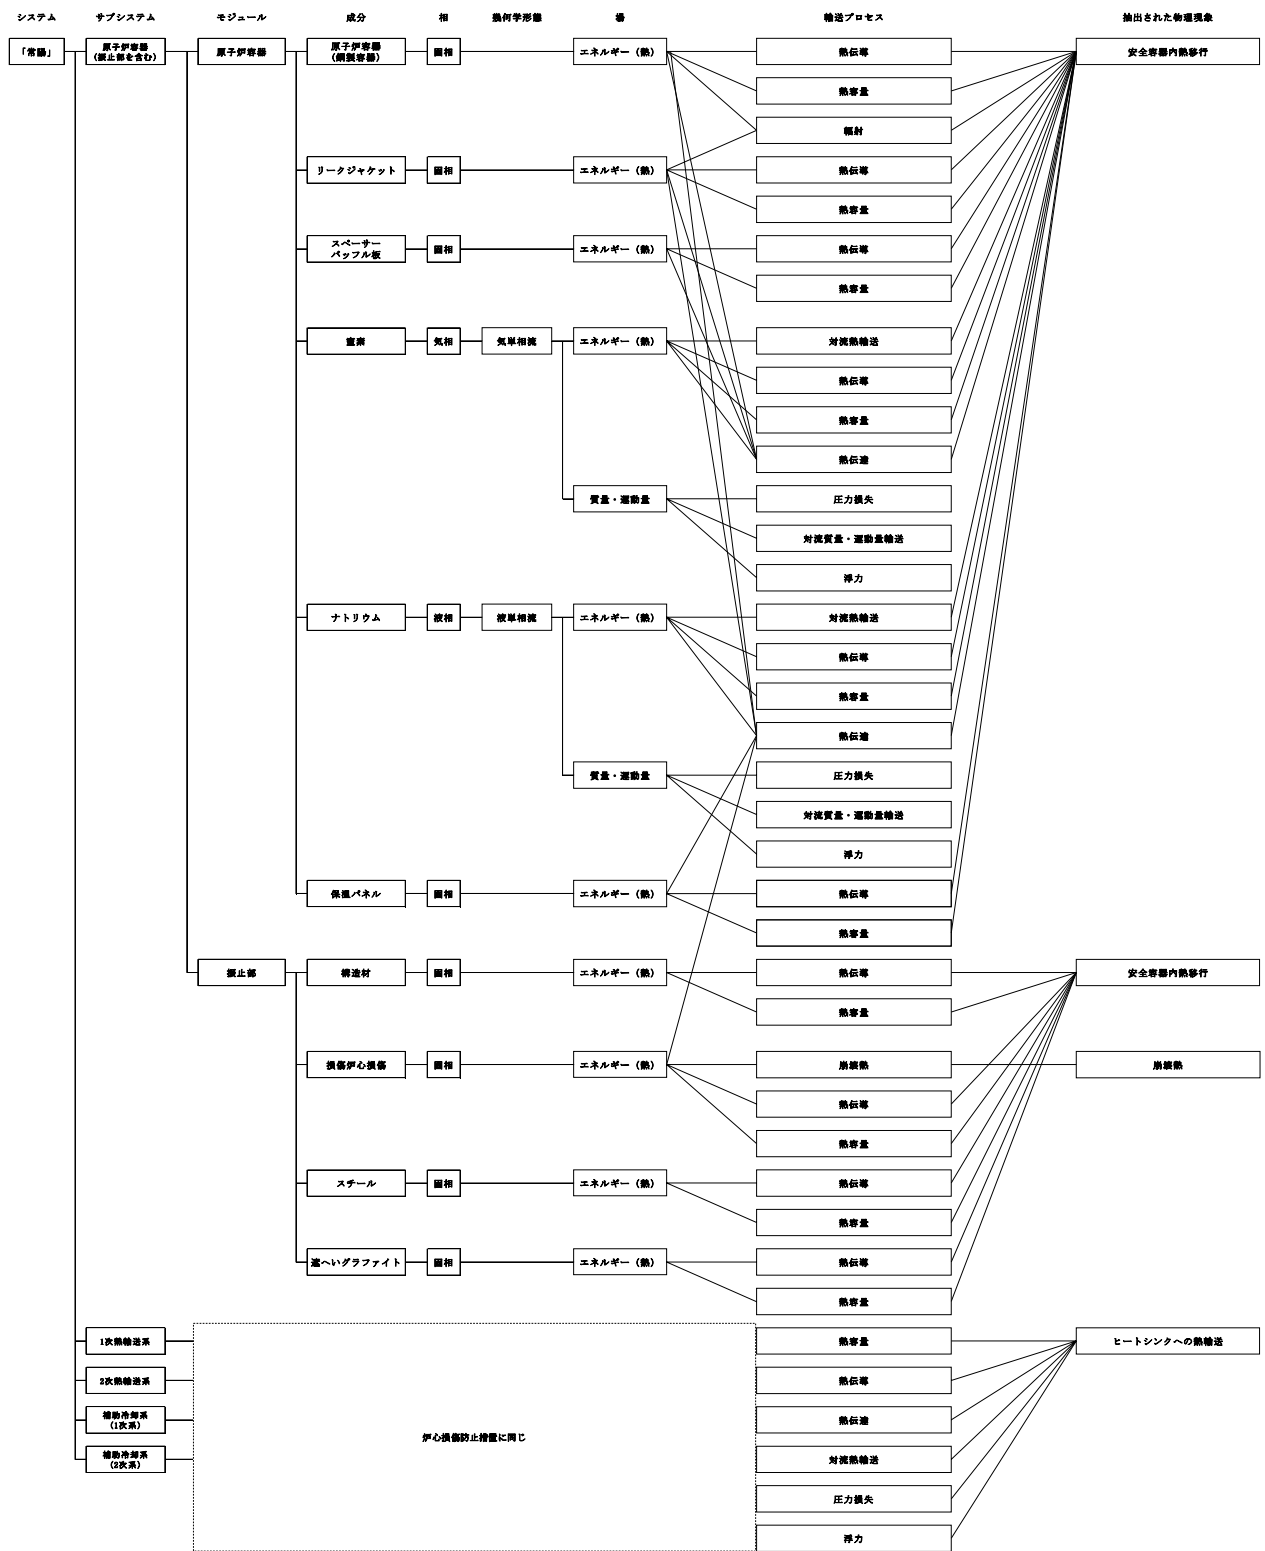 システム サブシステム モジュール 成分 相 幾何学形態 場 輸送プロセス 抽出された物理現象
「常陽」 原子炉容器 原子炉容器 原子炉容器 固相 エネルギー（熱） 熱伝導 安全容器内熱移行
(振止部を含む) (鋼製容器)
熱容量
輻射
リークジャケット 固相 エネルギー（熱） 熱伝導
熱容量
スペーサー 固相 エネルギー（熱） 熱伝導
バッフル板
熱容量
窒素 気相 気単相流 エネルギー（熱） 対流熱輸送
熱伝導
熱容量
熱伝達
質量・運動量 圧力損失
対流質量・運動量輸送
浮力
ナトリウム 液相 液単相流 エネルギー（熱） 対流熱輸送
熱伝導
熱容量
熱伝達
質量・運動量 圧力損失
対流質量・運動量輸送
浮力
保温パネル 固相 エネルギー（熱） 熱伝導
熱容量
振止部 構造材 固相 エネルギー（熱） 熱伝導 安全容器内熱移行
熱容量
損傷炉心損傷 固相 エネルギー（熱） 崩壊熱 崩壊熱
熱伝導
熱容量
スチール 固相 エネルギー（熱） 熱伝導
熱容量
遮へいグラファイト 固相 エネルギー（熱） 熱伝導
熱容量
1次熱輸送系 熱容量 ヒートシンクへの熱輸送
2次熱輸送系 熱伝導
補助冷却系 熱伝達
(1次系)
炉心損傷防止措置に同じ
補助冷却系 対流熱輸送
(2次系)
圧力損失
浮力